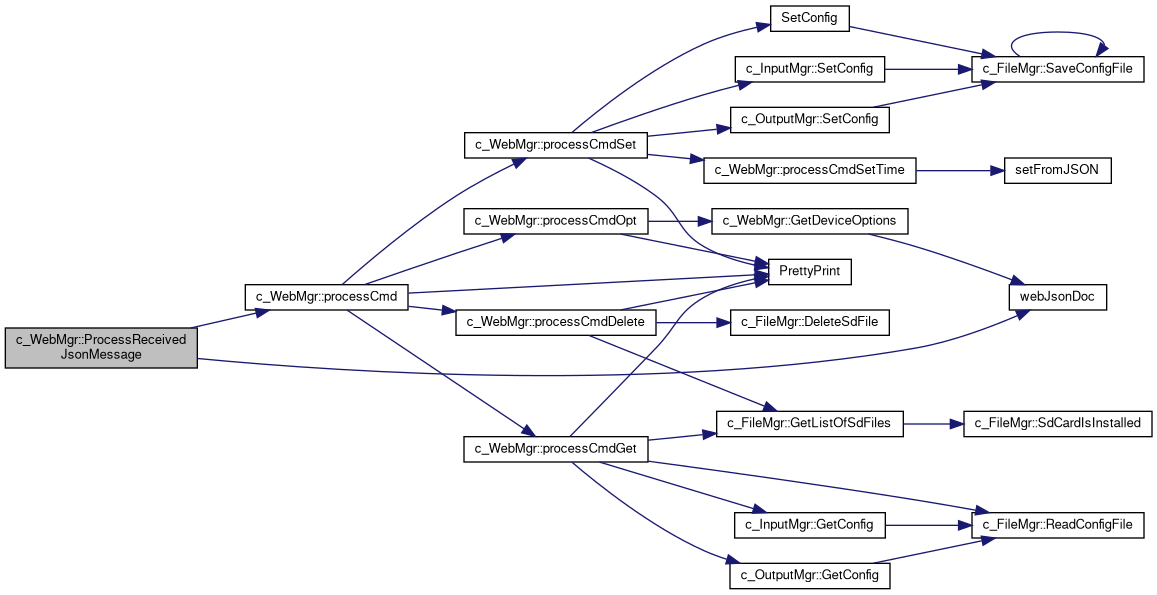 SetConfig
c_InputMgr::SetConfig
c_FileMgr::SaveConfigFile
c_OutputMgr::SetConfig
c_WebMgr::processCmdSet
c_WebMgr::processCmdSetTime
setFromJSON
c_WebMgr::processCmdOpt
c_WebMgr::GetDeviceOptions
PrettyPrint
c_WebMgr::processCmd
webJsonDoc
c_WebMgr::processCmdDelete
c_FileMgr::DeleteSdFile
c_WebMgr::ProcessReceived
JsonMessage
c_FileMgr::GetListOfSdFiles
c_FileMgr::SdCardIsInstalled
c_WebMgr::processCmdGet
c_InputMgr::GetConfig
c_FileMgr::ReadConfigFile
c_OutputMgr::GetConfig